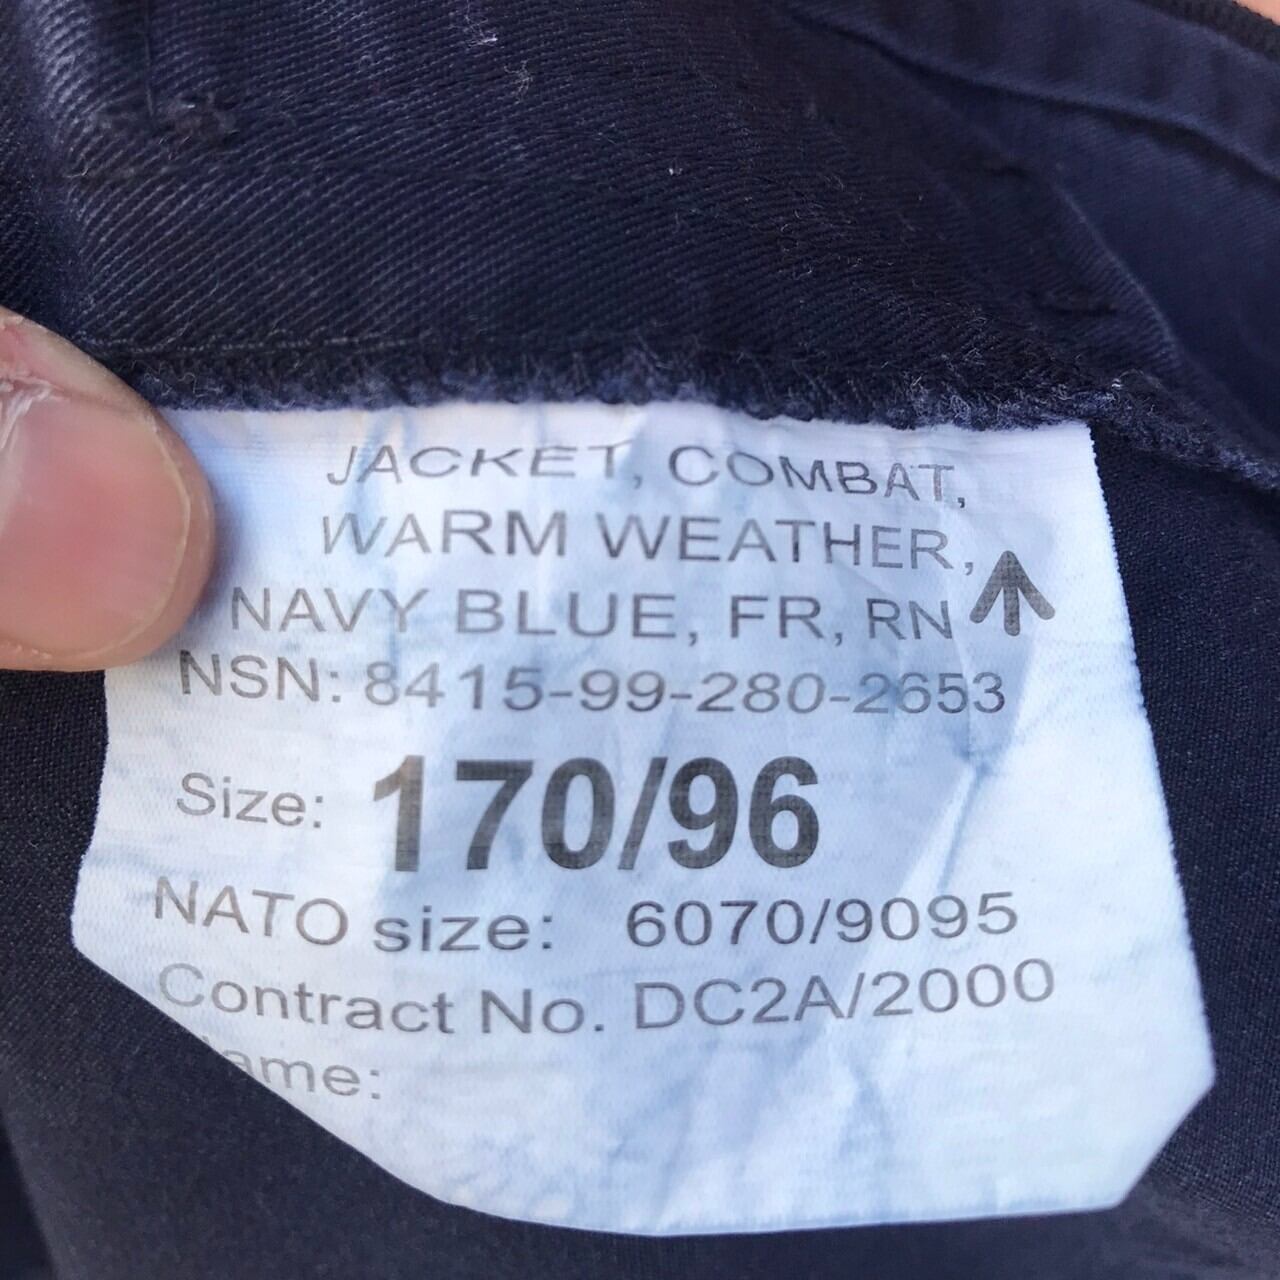 JACKET, COMBAT,
WARM WEATHER,
NAVY BLUE, FR, RN
NSN: 8415-99-280-2653
Size: 170/96
NATO size: 6070/9095
Contract No. DC2A/2000
ame: